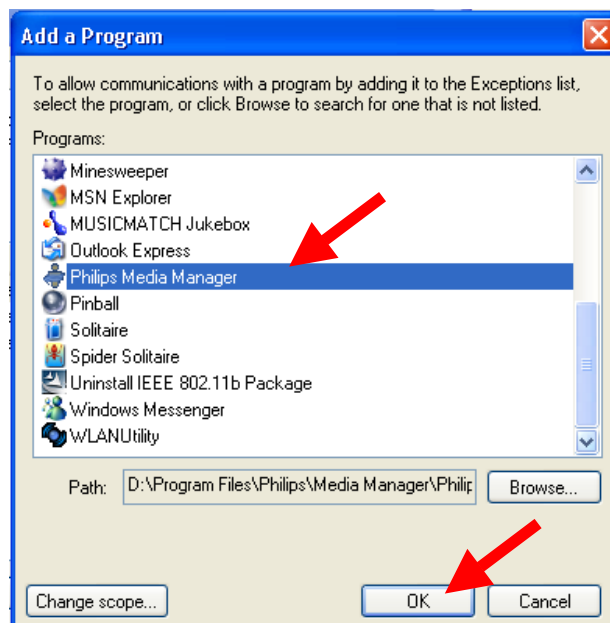 Add a Program
To allow communications with a program by adding it to the Exceptions list,
select the program, or click Browse to search for one that is not listed.
Programs:
Minesweeper
MSN Explorer
MUSICMATCH Jukebox
Outlook Express
Philips Media Manager
Pinball
Solitaire
Spider Solitaire
Uninstall IEEE 802.11b Package
Windows Messenger
WLANUtility
Path: D:\Program Files\Philips\Media Manager\Philip Browse...
Change scope... OK Cancel